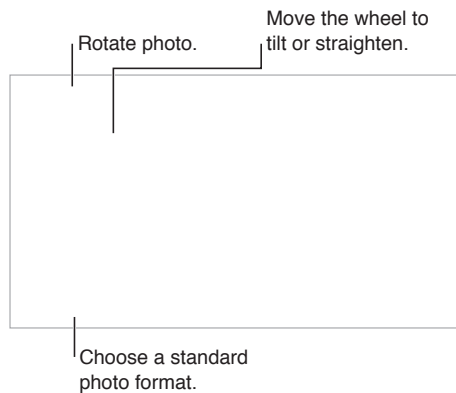 Move the wheel to
tilt or straighten.
Rotate photo.
Choose a standard
photo format.